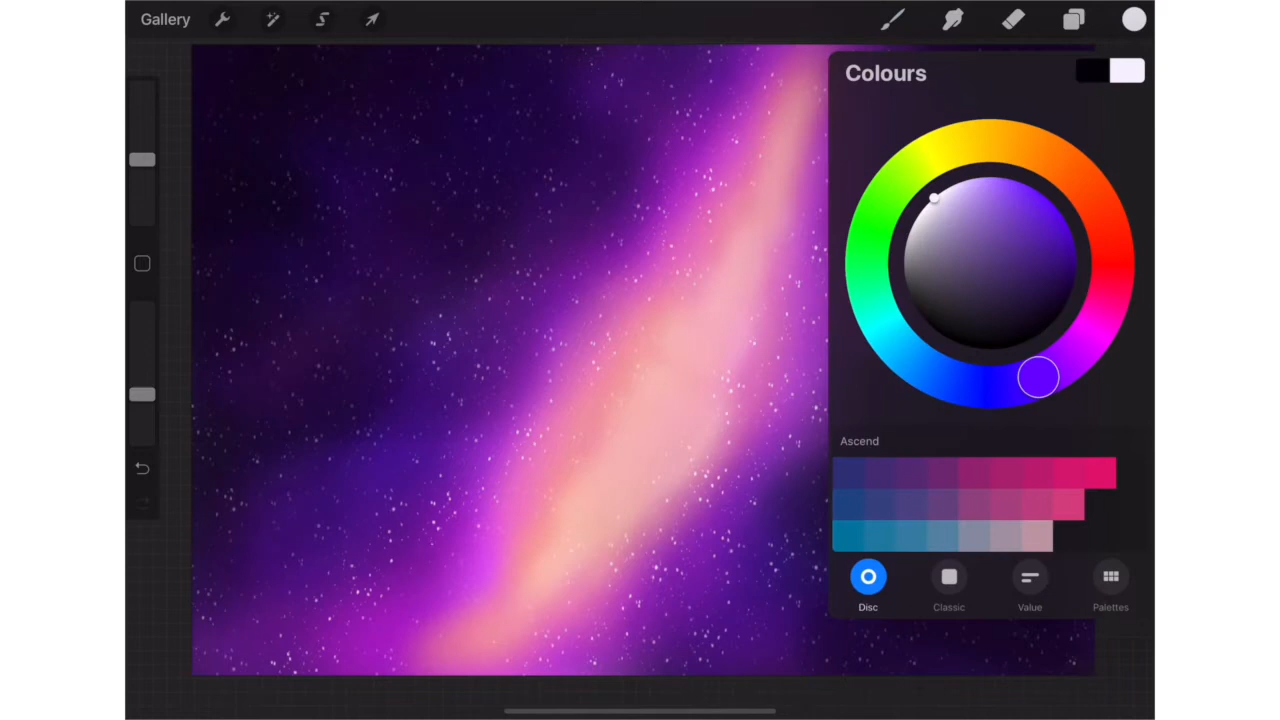 Gallery
Colours
Ascend
Disc
Classic
Value
Palettes